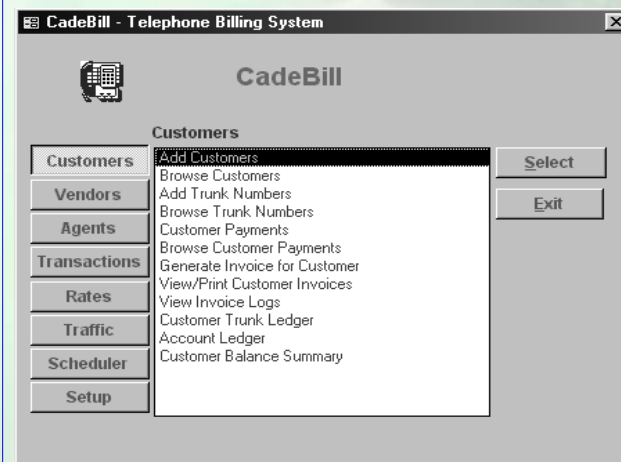 CadeBill - Telephone Billing System
CadeBill
Customers
Customers
Vendors
Agents
Transactions
Rates
Traffic
Scheduler
Setup
Add Customers
Browse Customers
Add Trunk Numbers
Browse Trunk Numbers
Customer Payments
Browse Customer Payments
Generate Invoice for Customer
View/Print Customer Invoices
View Invoice Logs
Customer Trunk Ledger
Account Ledger
Customer Balance Summary
Select
Exit